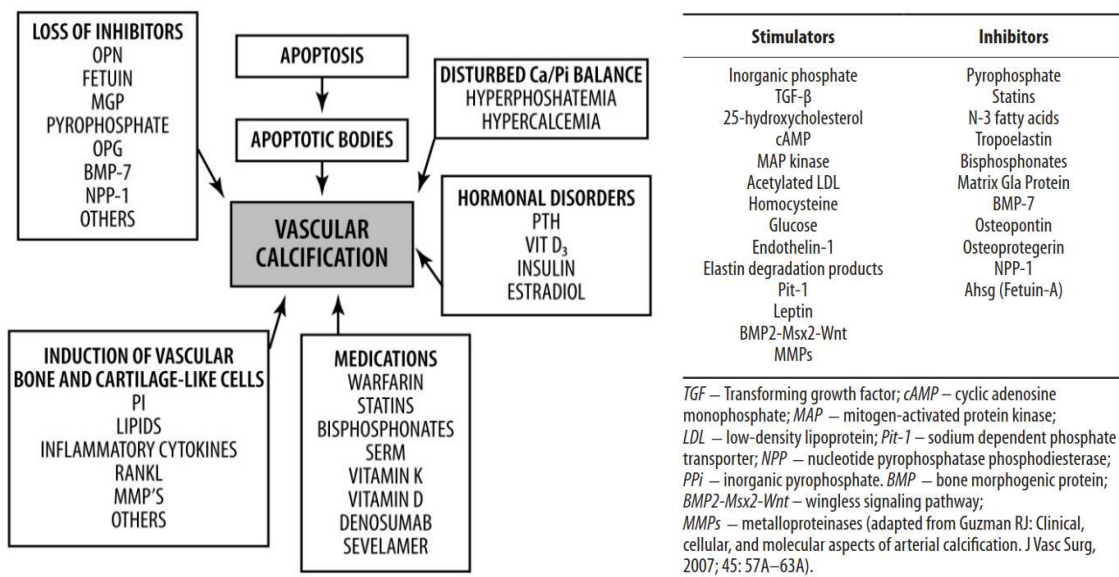 LOSS OF INHIBITORS
OPN
FETUIN
MGP
PYROPHOSPHATE
OPG
BMP-7
NPP-1
OTHERS
APOPTOSIS
APOPTOTIC BODIES
DISTURBED Ca/Pi BALANCE
HYPERPHOSHATEMIA
HYPERCALCEMIA
VASCULAR
CALCIFICATION
HORMONAL DISORDERS
PTH
VIT D₃
INSULIN
ESTRADIOL
INDUCTION OF VASCULAR
BONE AND CARTILAGE-LIKE CELLS
PI
LIPIDS
INFLAMMATORY CYTOKINES
RANKL
MMP'S
OTHERS
MEDICATIONS
WARFARIN
STATINS
BISPHOSPHONATES
SERM
VITAMIN K
VITAMIN D
DENOSUMAB
SEVELAMER
Stimulators Inhibitors
Inorganic phosphate Pyrophosphate
TGF-β Statins
25-hydroxycholesterol N-3 fatty acids
cAMP Tropoelastin
MAP kinase Bisphosphonates
Acetylated LDL Matrix Gla Protein
Homocysteine BMP-7
Glucose Osteopontin
Endothelin-1 Osteoprotegerin
Elastin degradation products NPP-1
Pit-1 Ahsg (Fetuin-A)
Leptin
BMP2-Msx2-Wnt
MMPs
TGF – Transforming growth factor; cAMP – cyclic adenosine
monophosphate; MAP – mitogen-activated protein kinase;
LDL – low-density lipoprotein; Pit-1 – sodium dependent phosphate
transporter; NPP – nucleotide pyrophosphatase phosphodiesterase;
PPi – inorganic pyrophosphate. BMP – bone morphogenic protein;
BMP2-Msx2-Wnt – wingless signaling pathway;
MMPs – metalloproteinases (adapted from Guzman RJ: Clinical,
cellular, and molecular aspects of arterial calcification. J Vasc Surg,
2007; 45: 57A–63A).